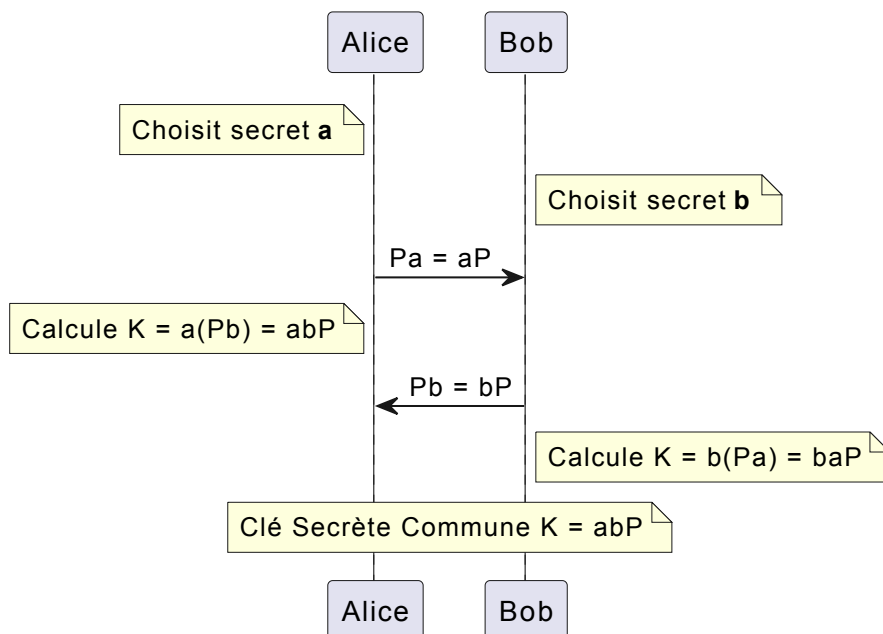 Alice
Bob
Choisit secret a
Choisit secret b
Pa = aP
Calcule K = a(Pb) = abP
Pb = bP
Calcule K = b(Pa) = baP
Clé Secrète Commune K = abP
Alice
Bob